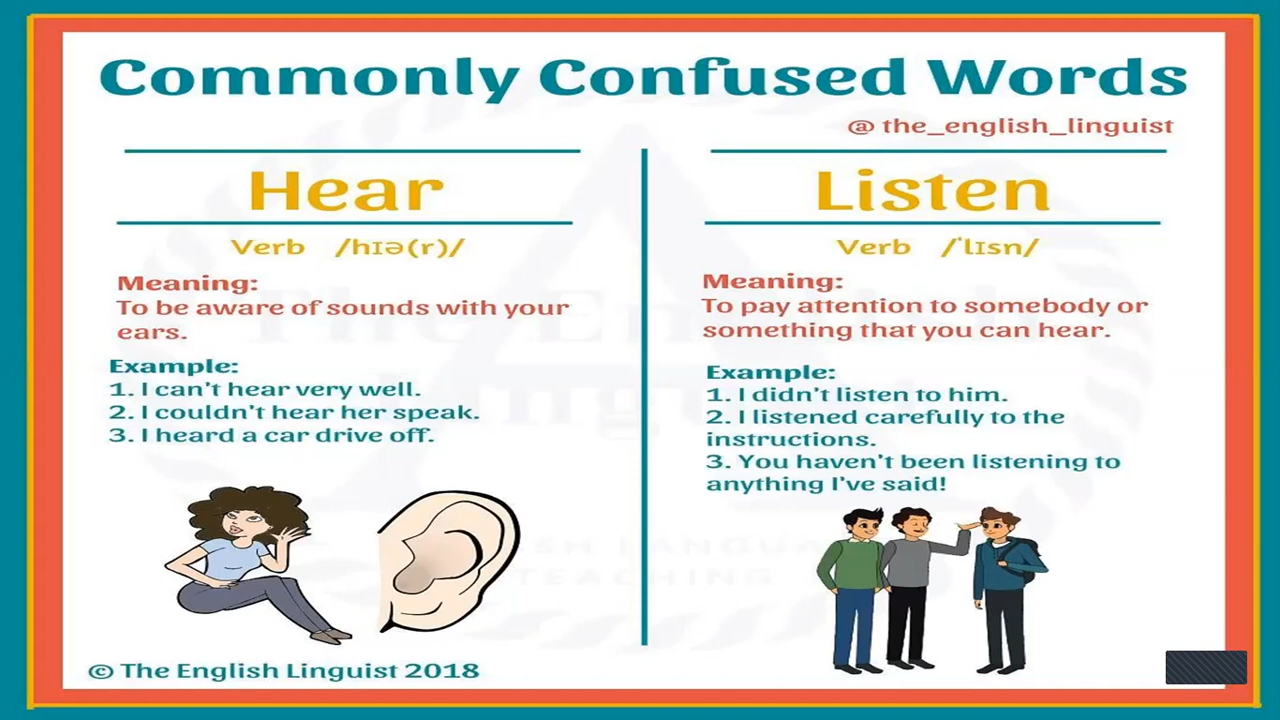 Commonly Confused Words
@ the_english_linguist
Hear
Verb /hɪə(r)/
Meaning:
To be aware of sounds with your
ears.
Example:
1. I can't hear very well.
2. I couldn't hear her speak.
3. I heard a car drive off.
Listen
Verb /ˈlɪsn/
Meaning:
To pay attention to somebody or
something that you can hear.
Example:
1. I didn't listen to him.
2. I listened carefully to the
instructions.
3. You haven't been listening to
anything I've said!
© The English Linguist 2018